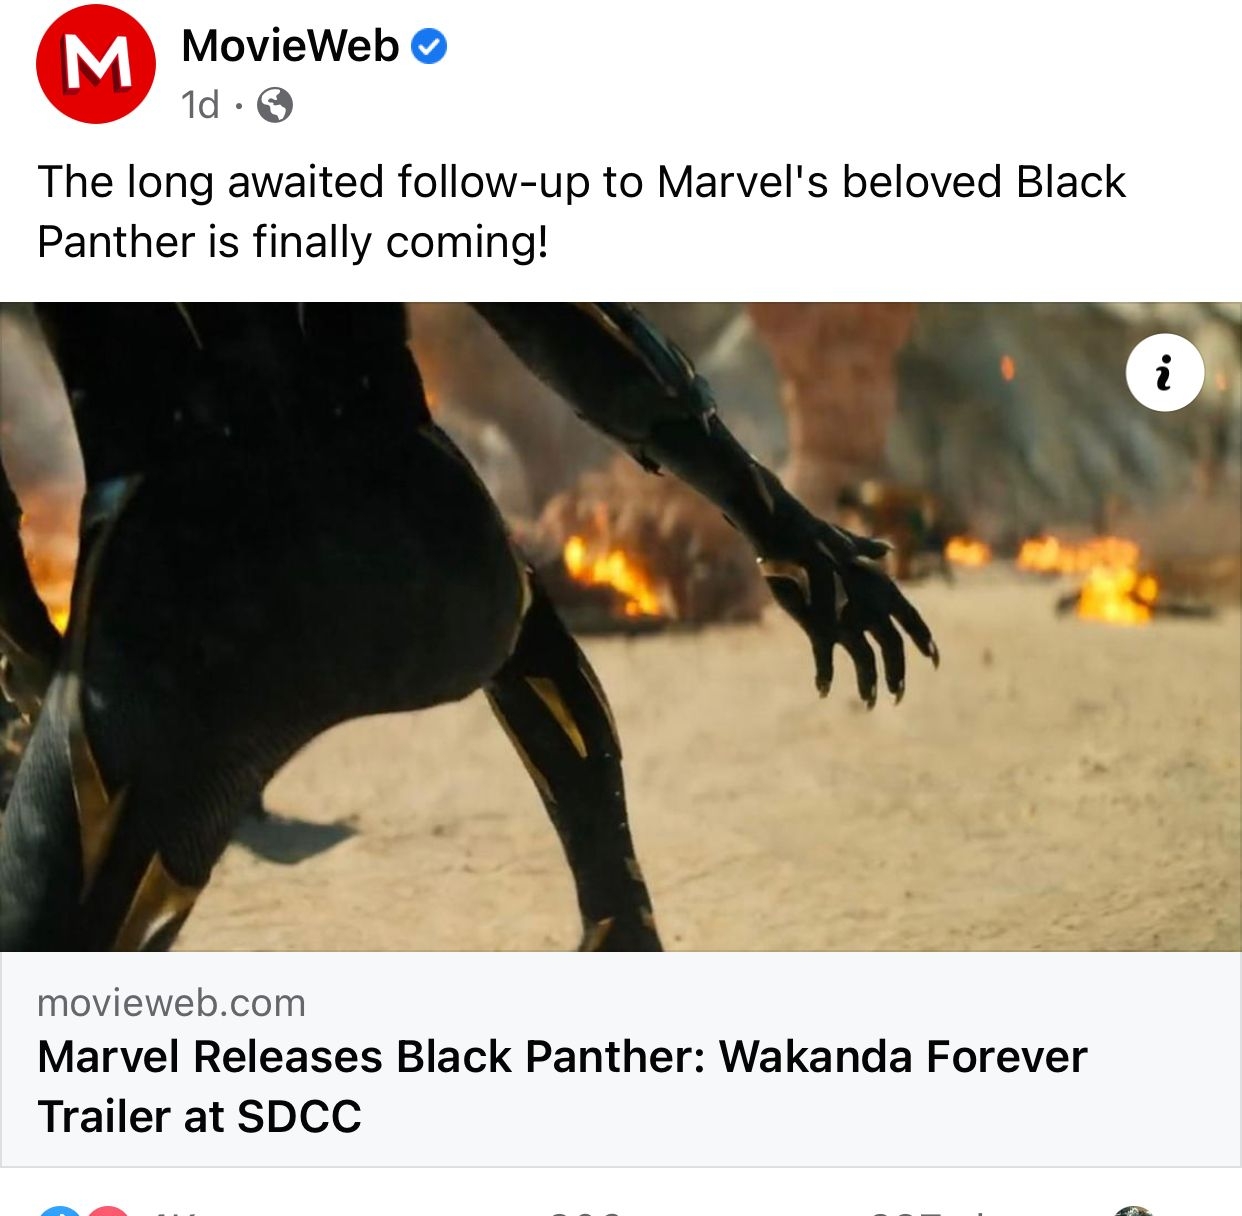 M
MovieWeb
1d ·
The long awaited follow-up to Marvel's beloved Black
Panther is finally coming!
i
movieweb.com
Marvel Releases Black Panther: Wakanda Forever
Trailer at SDCC